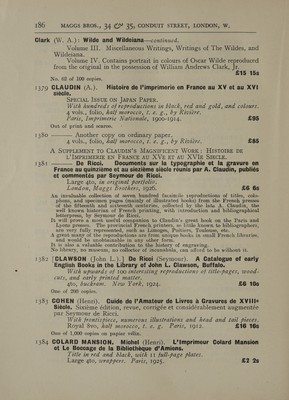 186 MAGGS BROS., 34 & 35, CONDUIT STREET, LONDON, W.
Clark (W. A.): Wilde and Wildeiana—continued.
Volume III. Miscellaneous Writings, Writings of The Wildes, and
Wildeiana.
Volume IV. Contains portrait in colours of Oscar Wilde reproduced
from the original in the possession of William Andrews Clark, Jr.
£15 15s
No. 62 of 100 copies.
1379 CLAUDIN (A.). Histoire de l'imprimerie en France au XV et au XVI
siècle.
SPECIAL ISSUE ON JAPAN PAPER.
With hundreds of reproductions in black, red and gold, and colours.
4 vols., folio, half morocco, t. e. g., by Rivière.
Paris, Imprimerie Nationale, 1900-1914. £95
Out of print and scarce.
1380 —— Another copy on ordinary paper.
4 vols., folio, half morocco, t. e. g., by Rivière. £85
A SUPPLEMENT TO CLAUDIN'S MAGNIFICENT WORK: HISTOIRE DE
L'IMPRIMERIE EN FRANCE AU XVE ET AU XVIE SIECLE.
1381 —— De Ricci. Documents sur la typographie et la gravure en
France au quinzième et au seizième siècle réunis par A. Claudin, publiés
et commentés par Seymour de Ricci.
Large 4to, in original portfolio.
London, Maggs Brothers, 1926. £6 6s
An invaluable collection of seven hundred facsimile reproductions of titles, colo-
phons, and specimen pages (mainly of illustrated books) from the French presses
of the fifteenth and sixteenth centuries, collected by the late A. Claudin, the
well known historian of French printing, with introduction and bibliographical
letterpress, by Seymour de Ricci.
It will prove a most useful companion to Claudin's great book on the Paris and
Lyons presses. The provincial French printers, so little known to bibliographers,
are very fully represented, such as Limoges, Poitiers, Toulouse, etc.
A great many of the reproductions are from unique books in small French libraries,
and would be unobtainable in any other form.
It is also a valuable contribution to the history of engraving.
No library, no museum, no collector of incunabula, can afford to be without it.
1382 [CLAWSON (John L.).] De Ricci (Seymour). A Catalogue of early
English Books in the Library of John L. Clawson, Buffalo.
With upwards of 100 interesting reproductions of title-pages, wood-
cuts, and early printed matter.
4to, buckram. New York, 1924. £6 10s
One of 200 copies.
1383 COHEN (Henri). Guide de l'Amateur de Livres à Gravures de XVIIIe
Siècle. Sixième édition, revue, corrigée et considérablement augmentée
par Seymour De Ricci.
With frontispiece, numerous illustrations and head and tail pieces.
Royal 8vo, half morocco, t. e. g. Paris, 1912. £16 16s
One of 1,000 copies on papier vélin.
1384 COLARD MANSION. Michel (Henri). L'Imprimeur Colard Mansion
et Le Boccage de la Bibliothèque d'Amiens.
Title in red and black, with 11 full-page plates.
Large 4to, wrappers. Paris, 1925. £2 2s